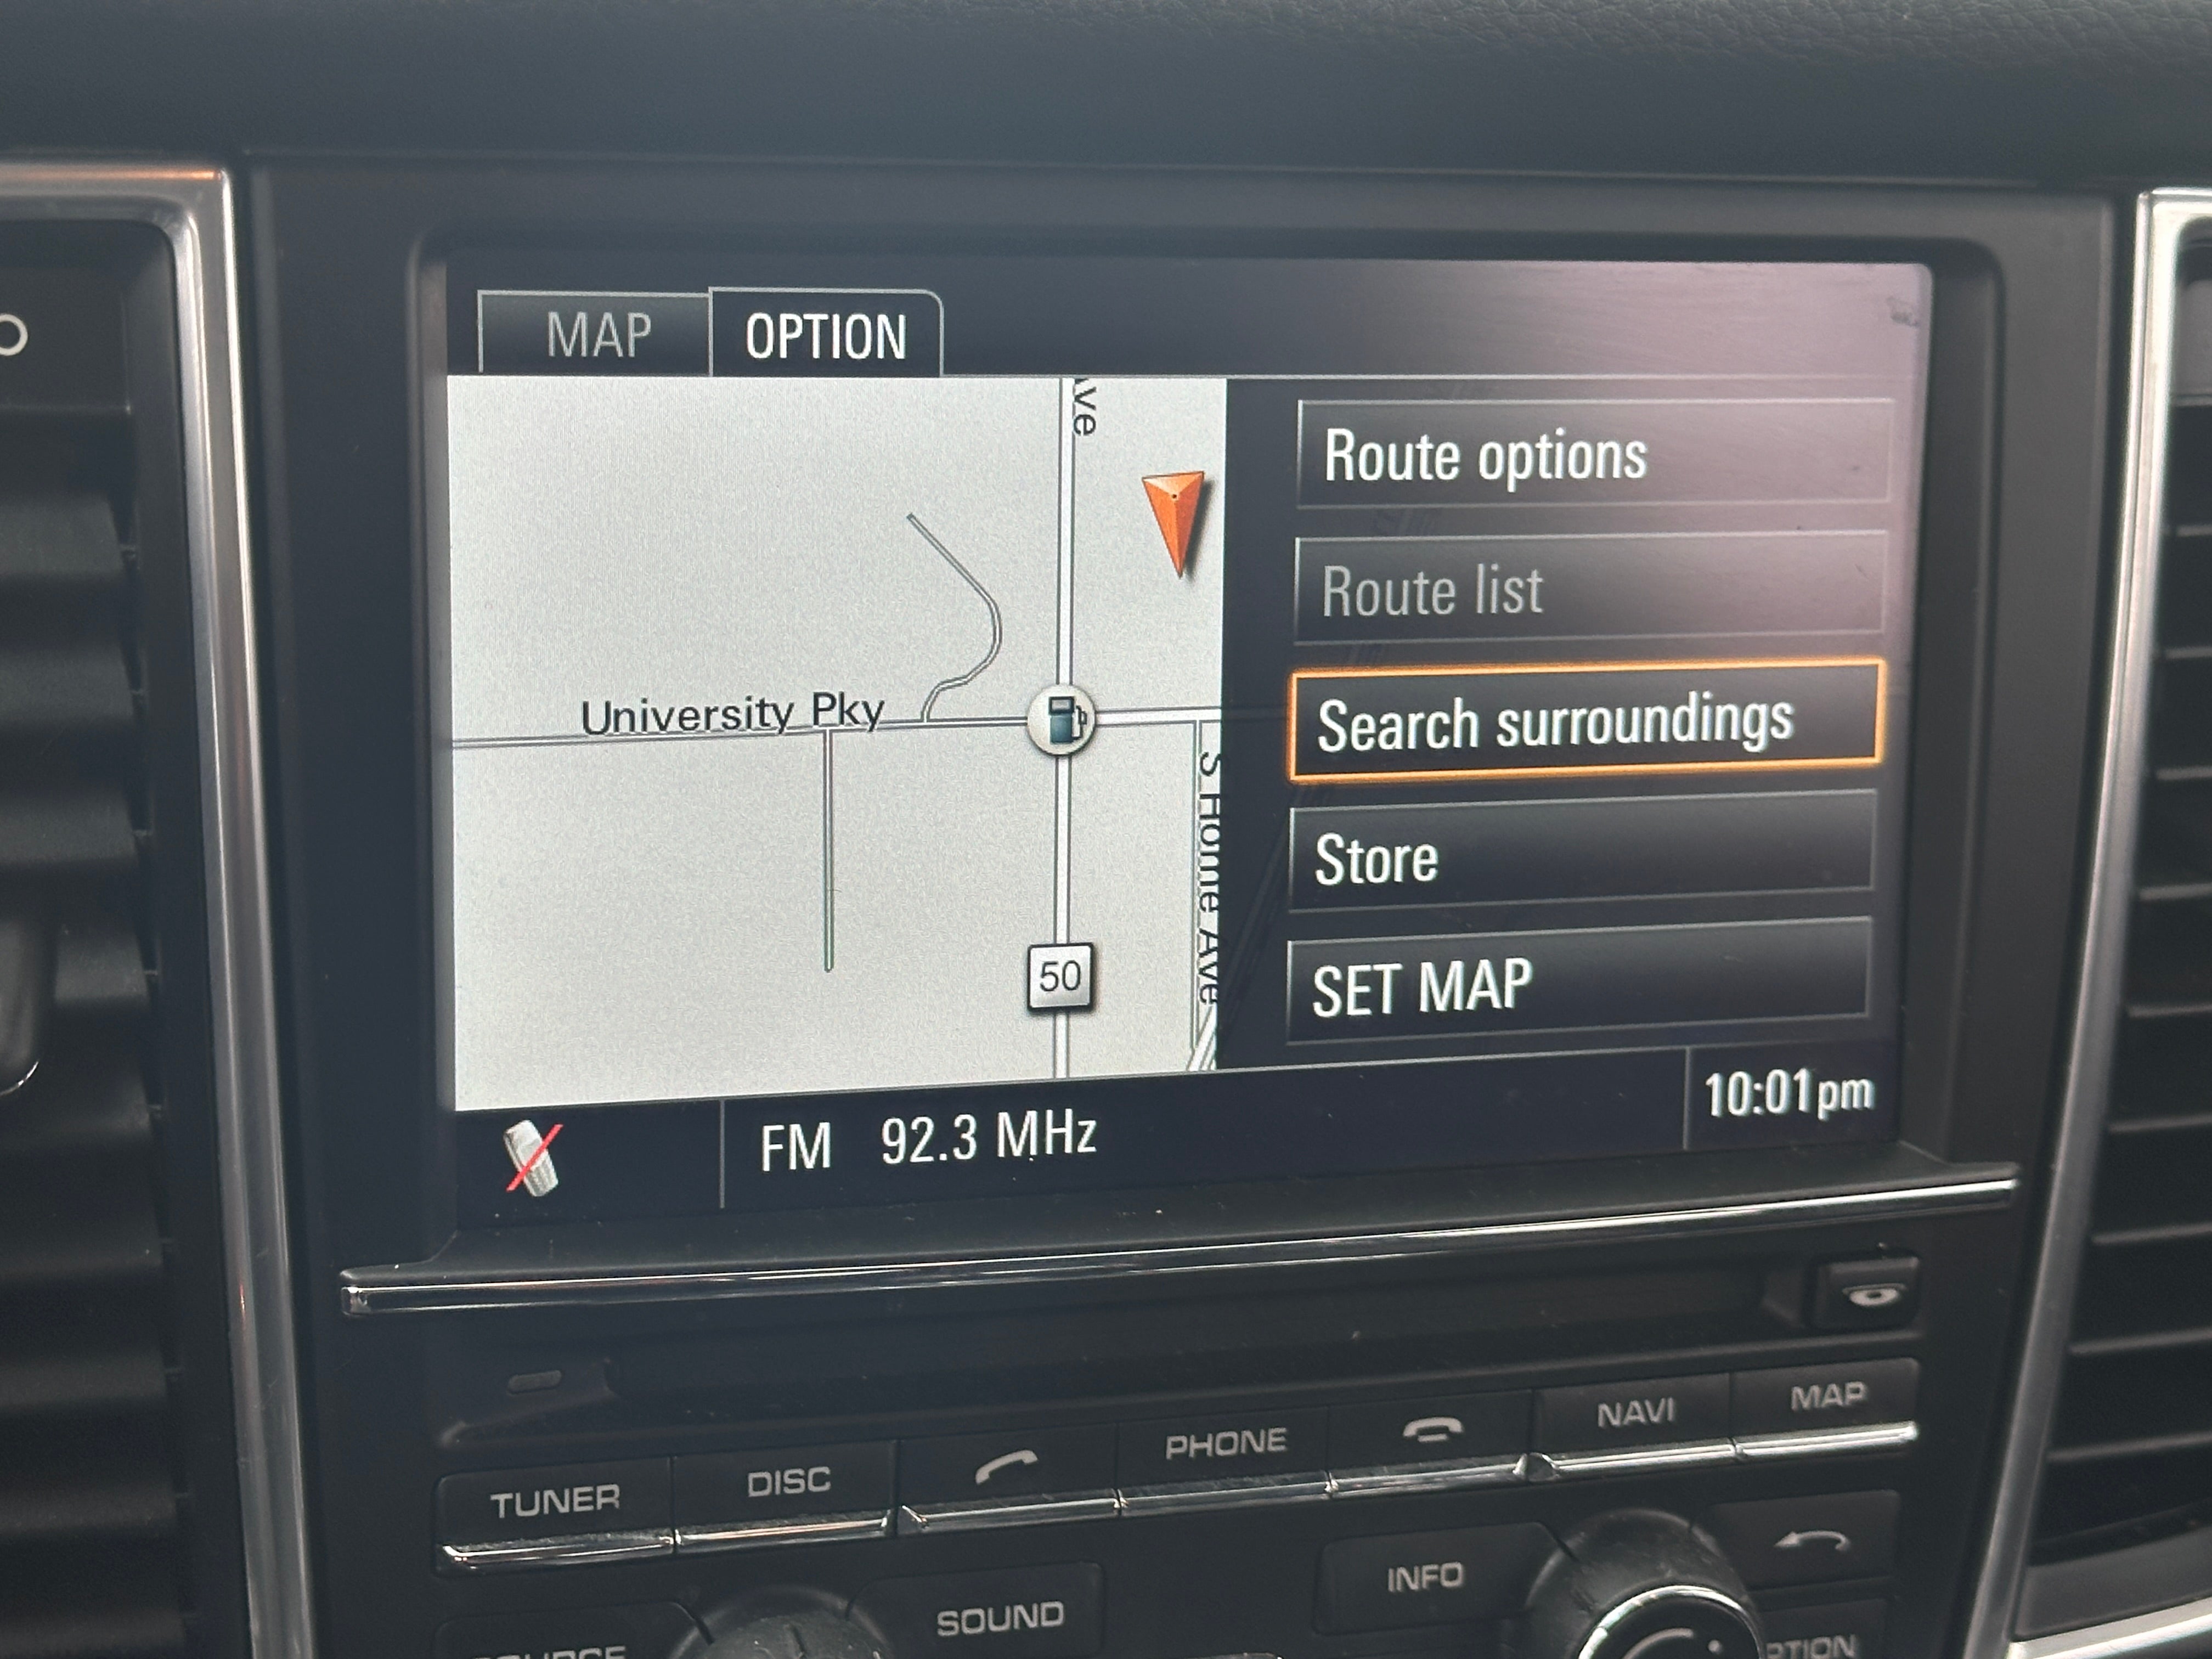 MAP OPTION
ve
Route options
Route list
University Pky
Search surroundings
S Home Ave
Store
50
SET MAP
FM 92.3 MHz
10:01pm
TUNER DISC PHONE NAVI MAP
SOUND INFO